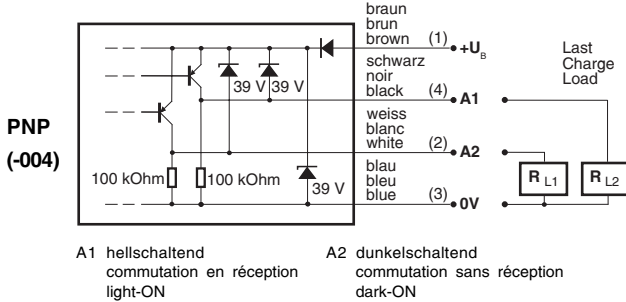 braun
brun
brown (1) +U_B
schwarz
noir
black (4) A1
weiss
blanc
white (2) A2
blau
bleu
blue (3) 0V
Last
Charge
Load
PNP
(-004)
39 V 39 V
100 kOhm 100 kOhm 39 V
R L1 R L2
A1 hellschaltend
commutation en réception
light-ON
A2 dunkelschaltend
commutation sans réception
dark-ON